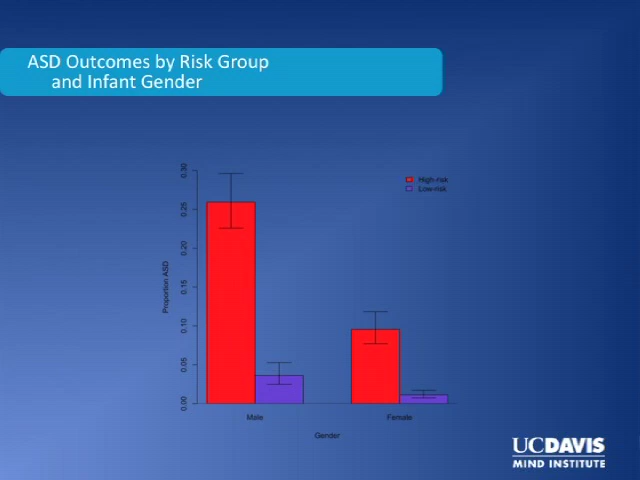 ASD Outcomes by Risk Group
and Infant Gender
High-risk
Low-risk
0.30
0.25
0.20
0.15
0.10
0.05
0.00
Proportion ASD
Male
Female
Gender
UCDAVIS
MIND INSTITUTE